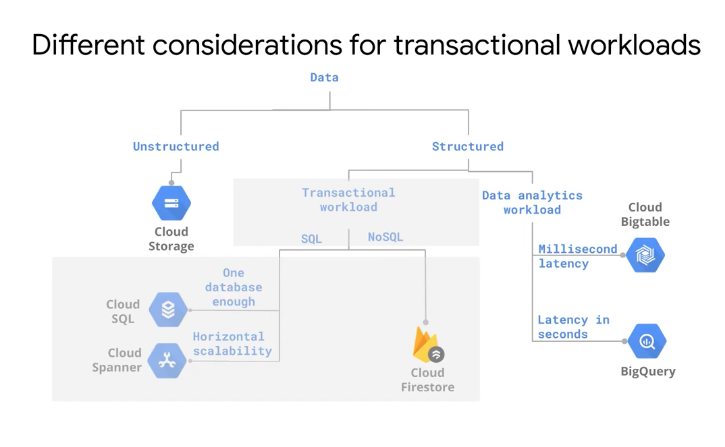 Different considerations for transactional workloads
Data
Unstructured
Structured
Transactional
workload
Data analytics
workload
Cloud
Storage
Cloud
Bigtable
SQL
NoSQL
Millisecond
latency
One
database
enough
Cloud
SQL
Horizontal
scalability
Cloud
Spanner
Latency in
seconds
Cloud
Firestore
BigQuery